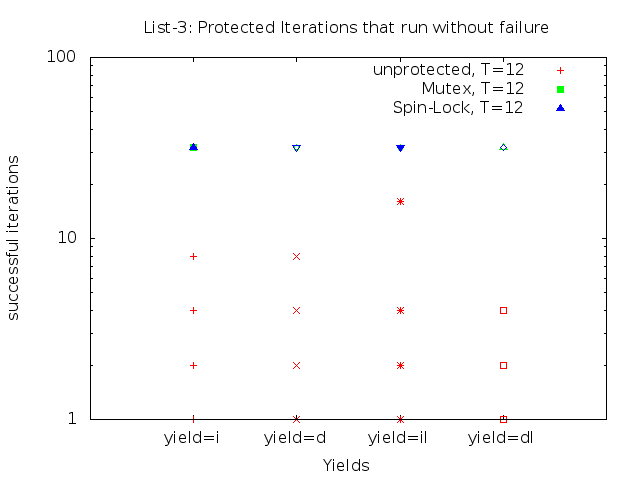 List-3: Protected Iterations that run without failure
100
unprotected, T=12
Mutex, T=12
Spin-Lock, T=12
successful iterations
10
1
yield=i yield=d yield=il yield=dl
Yields